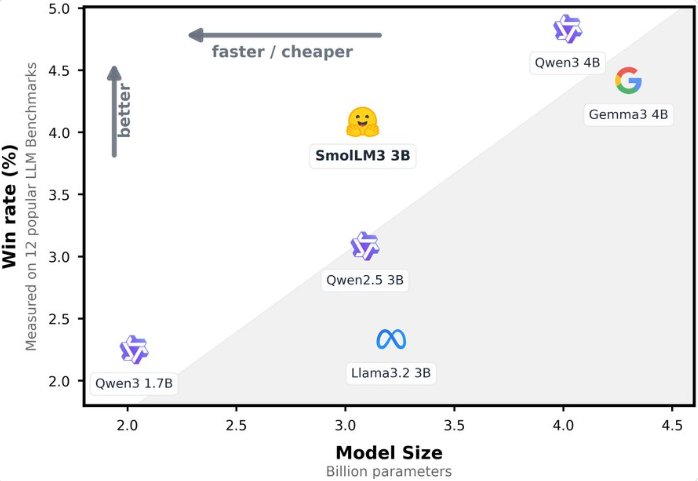 5.0
4.5
4.0
3.5
3.0
2.5
2.0
Win rate (%)
Measured on 12 popular LLM Benchmarks
faster / cheaper
better
Qwen3 4B
Gemma3 4B
SmolLM3 3B
Qwen2.5 3B
Llama3.2 3B
Qwen3 1.7B
2.0 2.5 3.0 3.5 4.0 4.5
Model Size
Billion parameters